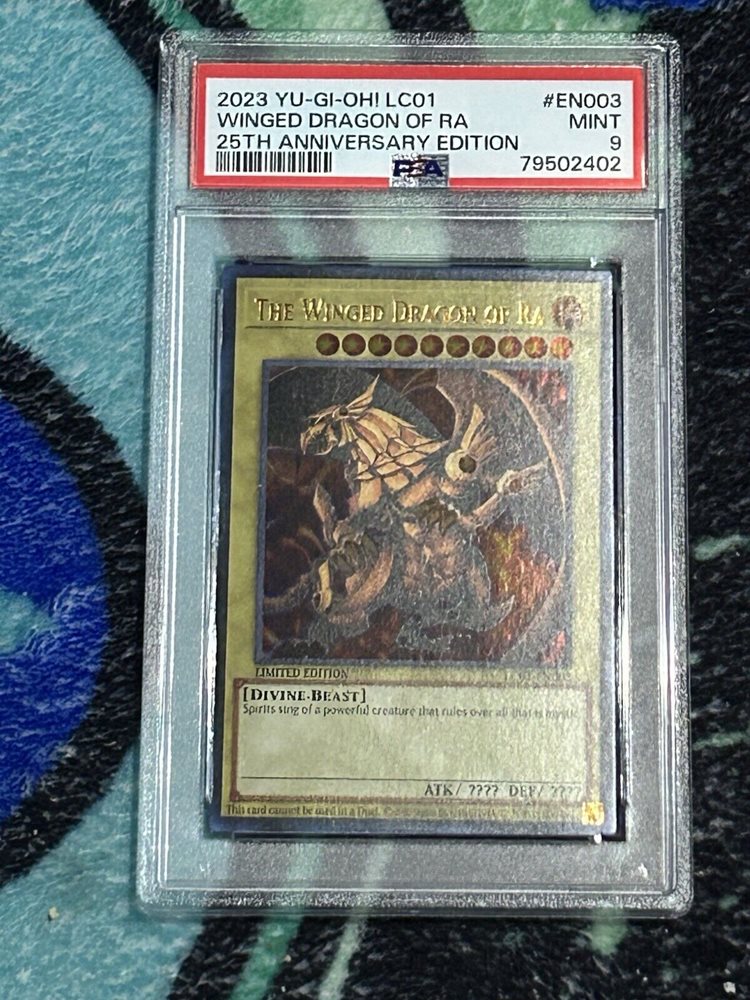 2023 YU-GI-OH! LC01 #EN003
WINGED DRAGON OF RA MINT
25TH ANNIVERSARY EDITION 9
PSA 79502402
THE WINGED DRAGON OF RA
LIMITED EDITION
[DIVINE-BEAST]
Spirits sing of a powerful creature that rules over all that is mystic.
ATK/ ???? DEF/ ????
This card cannot be used in a Duel.